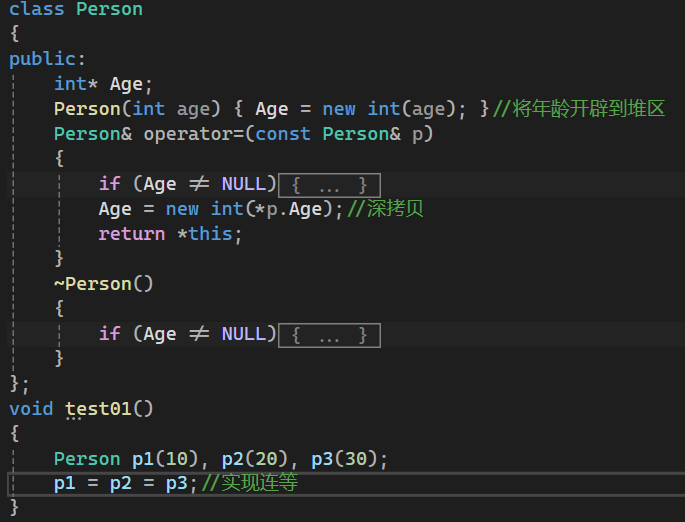 class Person
{
public:
    int* Age;
    Person(int age) { Age = new int(age); }//将年龄开辟到堆区
    Person& operator=(const Person& p)
    {
        if (Age ≠ NULL){ ... }
        Age = new int(*p.Age);//深拷贝
        return *this;
    }
    ~Person()
    {
        if (Age ≠ NULL){ ... }
    }
};
void test01()
{
    Person p1(10), p2(20), p3(30);
    p1 = p2 = p3;//实现连等
}